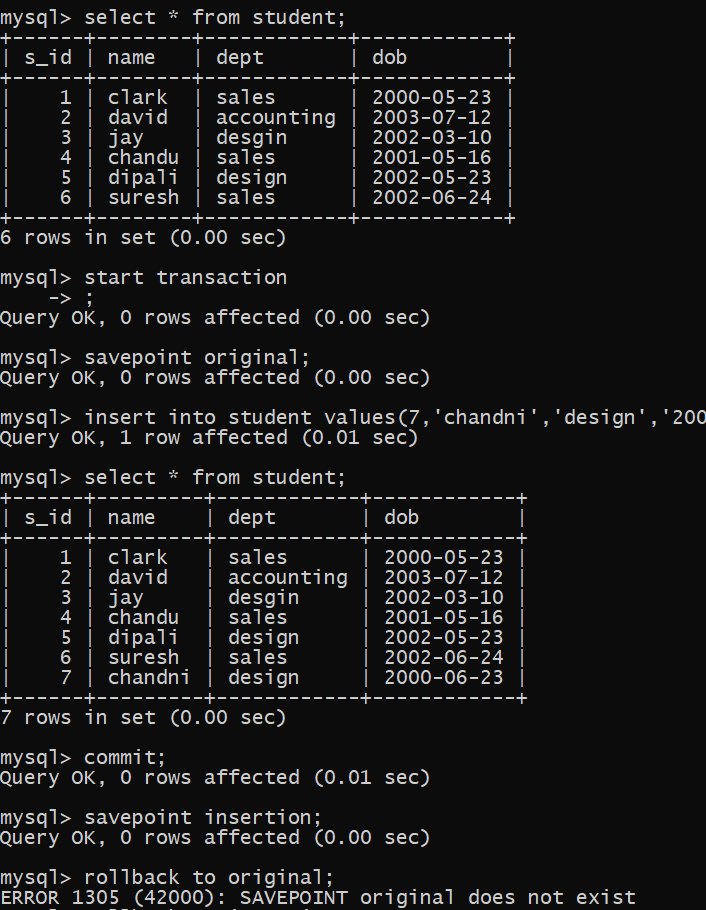 mysql> select * from student;
+------+--------+------------+------------+
| s_id | name   | dept       | dob        |
+------+--------+------------+------------+
|    1 | clark  | sales      | 2000-05-23 |
|    2 | david  | accounting | 2003-07-12 |
|    3 | jay    | desgin     | 2002-03-10 |
|    4 | chandu | sales      | 2001-05-16 |
|    5 | dipali | design     | 2002-05-23 |
|    6 | suresh | sales      | 2002-06-24 |
+------+--------+------------+------------+
6 rows in set (0.00 sec)

mysql> start transaction
    -> ;
Query OK, 0 rows affected (0.00 sec)

mysql> savepoint original;
Query OK, 0 rows affected (0.00 sec)

mysql> insert into student values(7,'chandni','design','200
Query OK, 1 row affected (0.01 sec)

mysql> select * from student;
+------+---------+------------+------------+
| s_id | name    | dept       | dob        |
+------+---------+------------+------------+
|    1 | clark   | sales      | 2000-05-23 |
|    2 | david   | accounting | 2003-07-12 |
|    3 | jay     | desgin     | 2002-03-10 |
|    4 | chandu  | sales      | 2001-05-16 |
|    5 | dipali  | design     | 2002-05-23 |
|    6 | suresh  | sales      | 2002-06-24 |
|    7 | chandni | design     | 2000-06-23 |
+------+---------+------------+------------+
7 rows in set (0.00 sec)

mysql> commit;
Query OK, 0 rows affected (0.01 sec)

mysql> savepoint insertion;
Query OK, 0 rows affected (0.00 sec)

mysql> rollback to original;
ERROR 1305 (42000): SAVEPOINT original does not exist